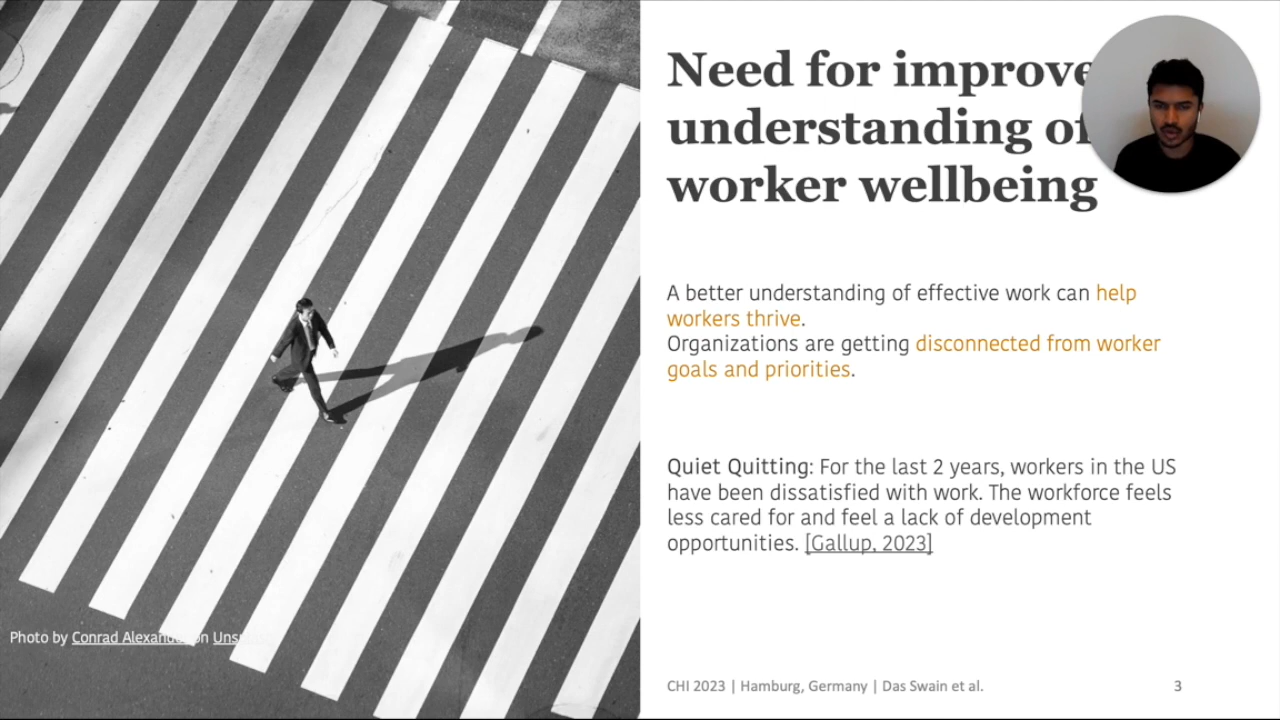 Need for improve
understanding of
worker wellbeing
A better understanding of effective work can help
workers thrive.
Organizations are getting disconnected from worker
goals and priorities.
Quiet Quitting: For the last 2 years, workers in the US
have been dissatisfied with work. The workforce feels
less cared for and feel a lack of development
opportunities. [Gallup, 2023]
Photo by Conrad on
CHI 2023 | Hamburg, Germany | Das Swain et al.
3